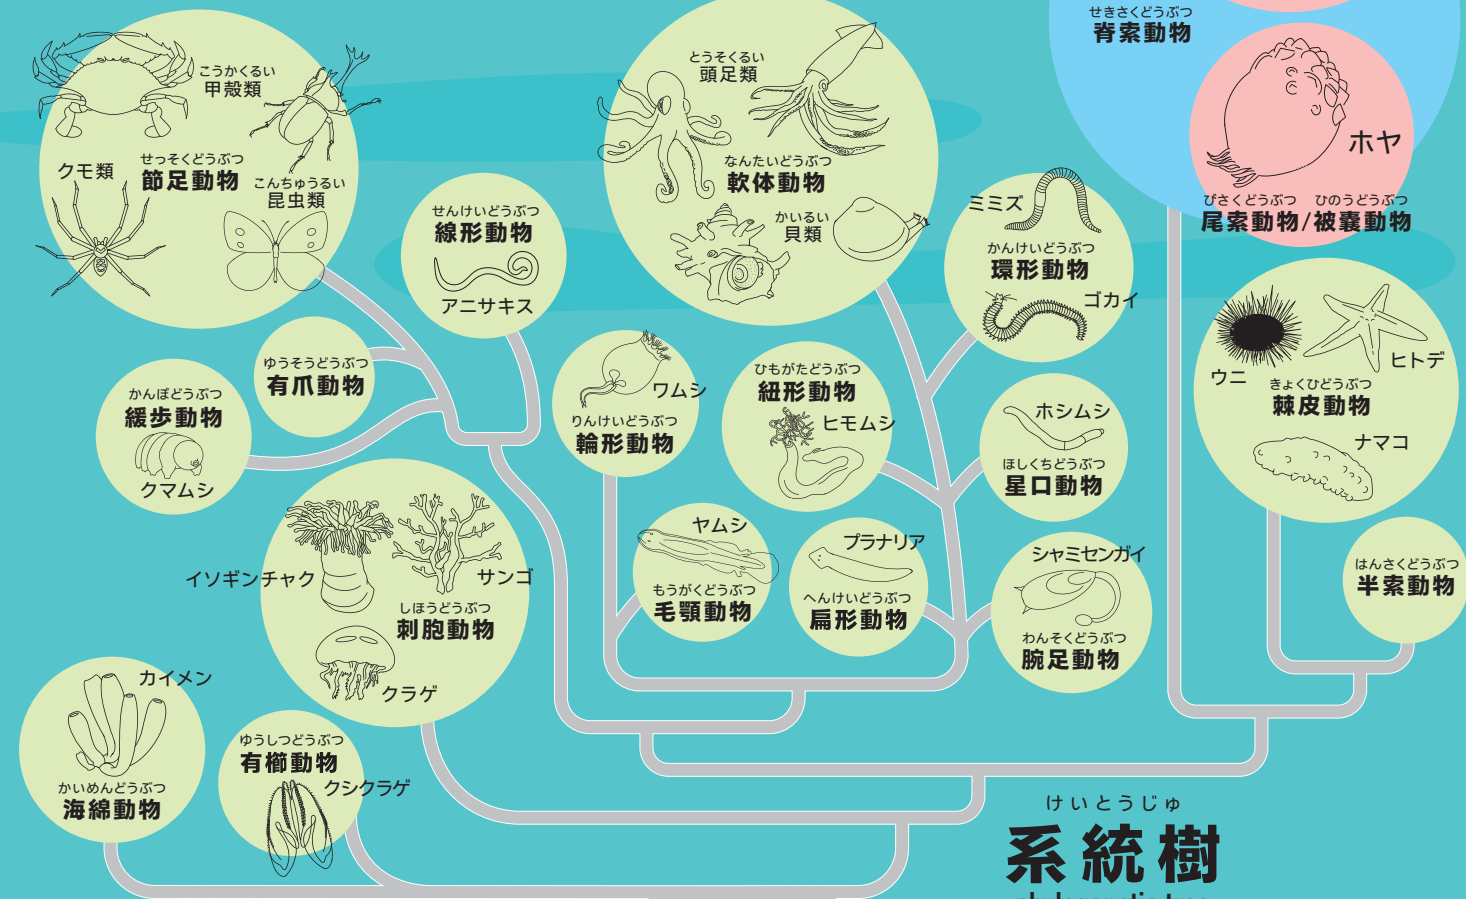 せきさくどうぶつ
脊索動物
ホヤ
びさくどうぶつ ひのうどうぶつ
尾索動物/被嚢動物
こうかくるい
甲殻類
クモ類
せっそくどうぶつ
節足動物
こんちゅうるい
昆虫類
せんけいどうぶつ
線形動物
アニサキス
とうそくるい
頭足類
なんたいどうぶつ
軟体動物
かいるい
貝類
ミミズ
かんけいどうぶつ
環形動物
ゴカイ
ウニ
ヒトデ
きょくひどうぶつ
棘皮動物
ナマコ
ゆうそうどうぶつ
有爪動物
かんぽどうぶつ
緩歩動物
クマムシ
ワムシ
りんけいどうぶつ
輪形動物
ひもがたどうぶつ
紐形動物
ヒモムシ
ホシムシ
ほしくちどうぶつ
星口動物
イソギンチャク
サンゴ
しほうどうぶつ
刺胞動物
クラゲ
ヤムシ
もうがくどうぶつ
毛顎動物
プラナリア
へんけいどうぶつ
扁形動物
シャミセンガイ
わんそくどうぶつ
腕足動物
はんさくどうぶつ
半索動物
カイメン
かいめんどうぶつ
海綿動物
ゆうしつどうぶつ
有櫛動物
クシクラゲ
けいとうじゅ
系統樹